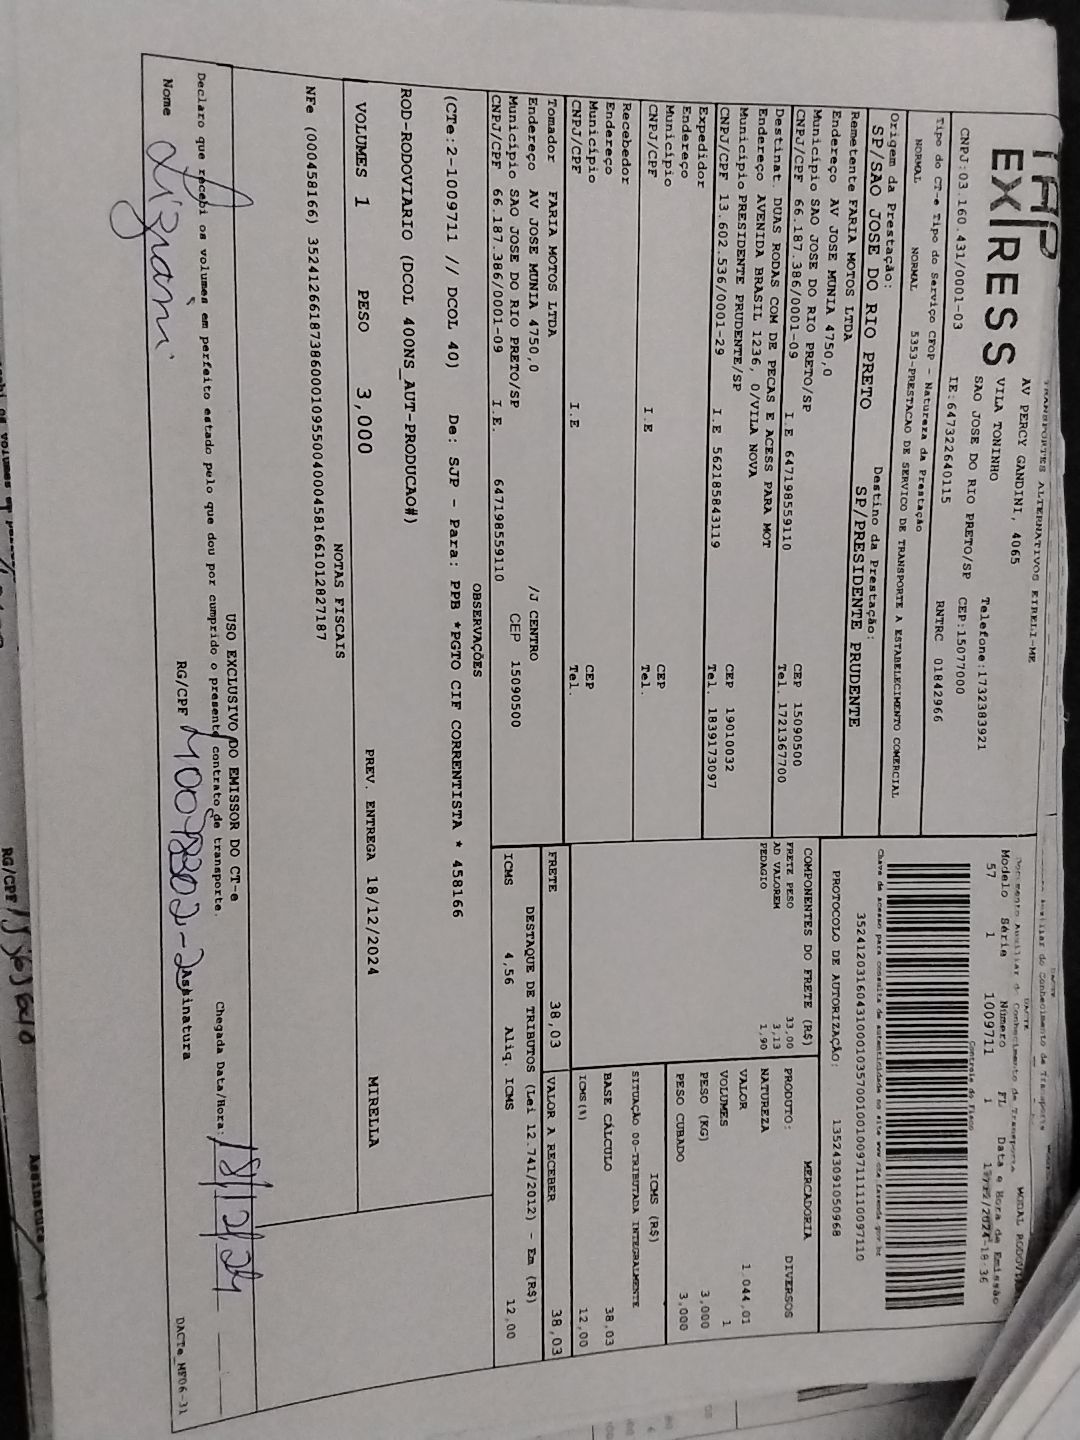 TRANSPORTES ALTERNATIVOS EIRELI-ME
TAP
EXPRESS
AV PERCY GANDINI, 4065
VILA TONINHO
SAO JOSE DO RIO PRETO/SP CEP:15077000
Telefone:1732383921
CNPJ:03.160.431/0001-03 IE:647322640115 RNTRC 01842966
Tipo do CT-e Tipo do Serviço CFOP - Natureza da Prestação
NORMAL NORMAL 5353-PRESTACAO DE SERVICO DE TRANSPORTE A ESTABELECIMENTO COMERCIAL
Origem da Prestação: Destino da Prestação:
SP/SAO JOSE DO RIO PRETO SP/PRESIDENTE PRUDENTE
Remetente FARIA MOTOS LTDA
Endereço AV JOSE MUNIA 4750,0 CEP 15090500
Município SAO JOSE DO RIO PRETO/SP Tel. 1721367700
CNPJ/CPF 66.187.386/0001-09 I.E 647198559110
Destinat. DUAS RODAS COM DE PECAS E ACESS PARA MOT
Endereço AVENIDA BRASIL 1236, 0/VILA NOVA CEP 19010032
Município PRESIDENTE PRUDENTE/SP Tel. 1839173097
CNPJ/CPF 13.602.536/0001-29 I.E 562185843119
Expedidor
Endereço CEP
Município Tel.
CNPJ/CPF I.E
Recebedor
Endereço CEP
Município Tel.
CNPJ/CPF I.E
Tomador FARIA MOTOS LTDA
Endereço AV JOSE MUNIA 4750,0 /J CENTRO
Município SAO JOSE DO RIO PRETO/SP CEP 15090500
CNPJ/CPF 66.187.386/0001-09 I.E. 647198559110
DACTE
Documento Auxiliar do Conhecimento de Transporte
Modelo Série Número FL Data e Hora de Emissão
57 1 1009711 1 17/12/2024-18:36
Controle do Fisco
Chave de acesso para consulta de autenticidade no site www.cte.fazenda.gov.br
35241203160431000103570010010097111110097110
PROTOCOLO DE AUTORIZAÇÃO: 135243091050968
COMPONENTES DO FRETE (R$)
FRETE PESO 33,00
AD VALOREM 3,13
PEDAGIO 1,90
MERCADORIA
PRODUTO: DIVERSOS
NATUREZA
VALOR 1.044,01
VOLUMES 1
PESO (KG) 3,000
PESO CUBADO 3,000
ICMS (R$)
SITUAÇÃO 00-TRIBUTADA INTEGRALMENTE
BASE CÁLCULO 38,03
ICMS(%) 12,00
FRETE 38,03 VALOR A RECEBER 38,03
DESTAQUE DE TRIBUTOS (Lei 12.741/2012) - Em (R$)
ICMS 4,56 Aliq. ICMS 12,00
OBSERVAÇÕES
(CTe:2-1009711 // DCOL 40) De: SJP - Para: PPB *PGTO CIF CORRENTISTA * 458166
ROD-RODOVIARIO (DCOL 400NS_AUT-PRODUCAO#)
VOLUMES 1 PESO 3,000 PREV. ENTREGA 18/12/2024 MIRELLA
NOTAS FISCAIS
NFe (000458166) 35241266187386000109550040004581661012827187
USO EXCLUSIVO DO EMISSOR DO CT-e
Declaro que recebi os volumes em perfeito estado pelo que dou por cumprido o presente contrato de transporte. Chegada Data/Hora: 18/12/24
Nome RG/CPF Assinatura
DACTe_MF06-31
RG/CPF
Assinatura